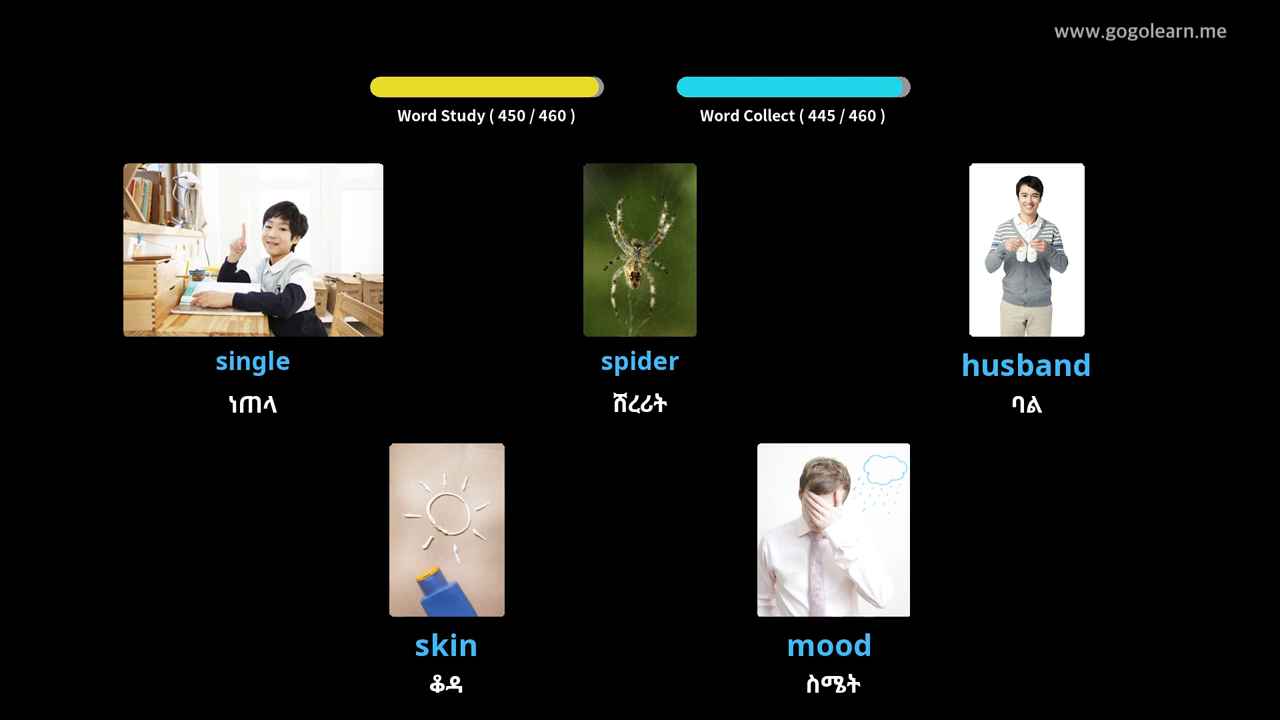 www.gogolearn.me
Word Study ( 450 / 460 )
Word Collect ( 445 / 460 )
single
spider
husband
ነጠላ
ሸረሪት
ባል
skin
mood
ቆዳ
ስሜት